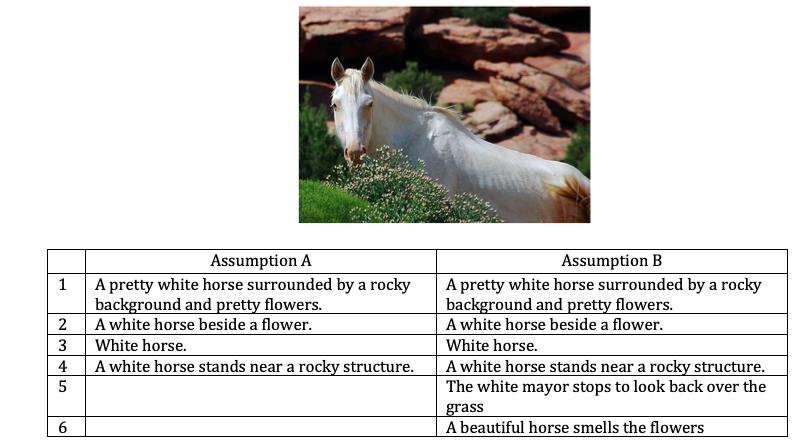 Assumption A Assumption B
1 A pretty white horse surrounded by a rocky A pretty white horse surrounded by a rocky
background and pretty flowers. background and pretty flowers.
2 A white horse beside a flower. A white horse beside a flower.
3 White horse. White horse.
4 A white horse stands near a rocky structure. A white horse stands near a rocky structure.
5 The white mayor stops to look back over the
grass
6 A beautiful horse smells the flowers